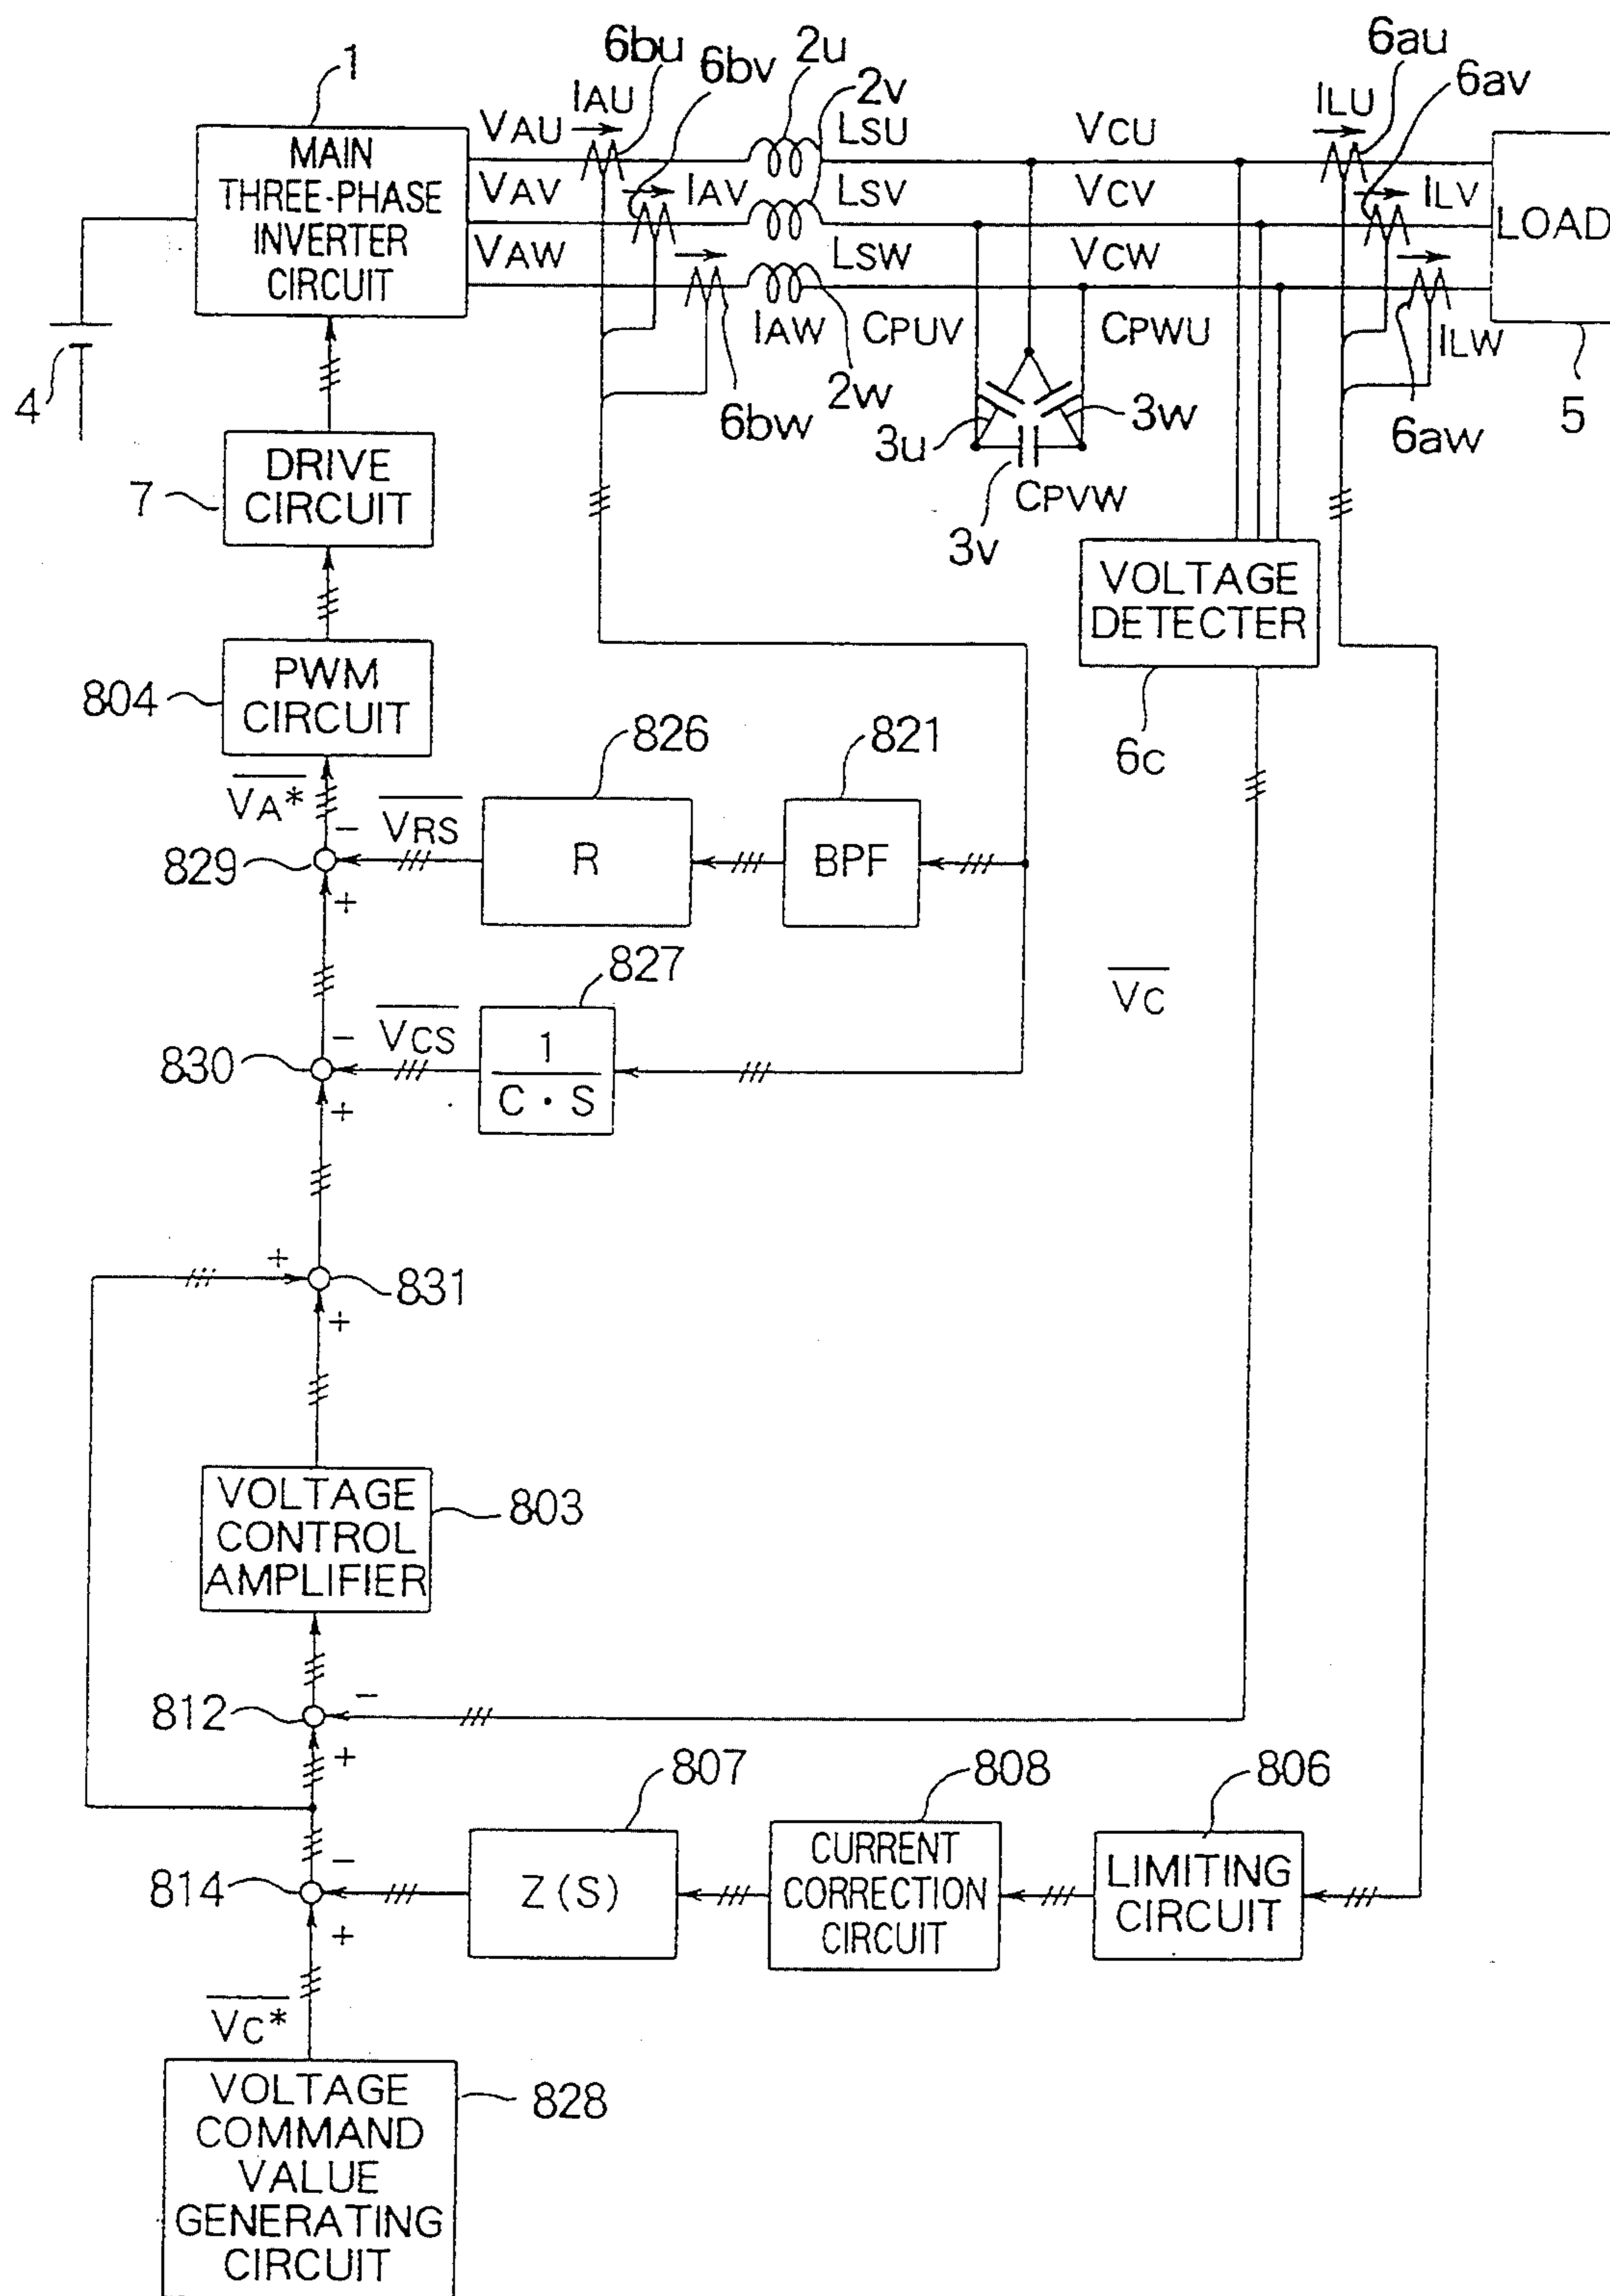 6bu
6bv
2u
2v
6au
6av
1
IAU
ILU
VAU
LSU
VCU
MAIN
THREE-PHASE
INVERTER
CIRCUIT
VAV
IAV
LSV
VCV
ILV
LOAD
VAW
LSW
VCW
IAW
CPUV
CPWU
ILW
4
2w
6bw
3u
3w
6aw
5
DRIVE
CIRCUIT
7
CPVW
3v
VOLTAGE
DETECTER
6c
PWM
CIRCUIT
804
826
821
VA*
−
VRS
R
BPF
829
+
827
VC
−
VCS
1
C · S
830
+
+
831
+
VOLTAGE
CONTROL
AMPLIFIER
803
812
−
+
807
808
806
−
814
Z(S)
CURRENT
CORRECTION
CIRCUIT
LIMITING
CIRCUIT
+
VC*
VOLTAGE
COMMAND
VALUE
GENERATING
CIRCUIT
828